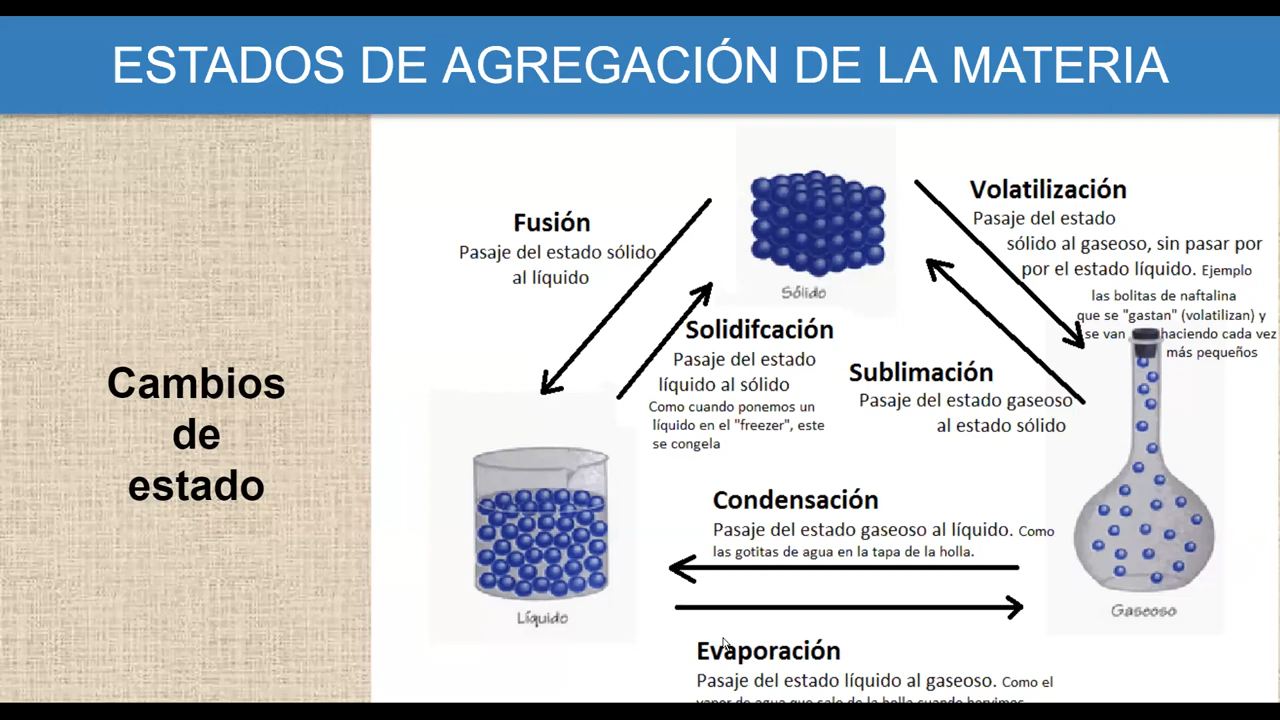 ESTADOS DE AGREGACIÓN DE LA MATERIA
Cambios
de
estado
Fusión
Pasaje del estado sólido
al líquido
Sólido
Volatilización
Pasaje del estado
sólido al gaseoso, sin pasar por
por el estado líquido. Ejemplo
las bolitas de naftalina
que se "gastan" (volatilizan) y
se van haciendo cada vez
más pequeños
Solidifcación
Pasaje del estado
líquido al sólido
Como cuando ponemos un
líquido en el "freezer", este
se congela
Sublimación
Pasaje del estado gaseoso
al estado sólido
Condensación
Pasaje del estado gaseoso al líquido. Como
las gotitas de agua en la tapa de la holla.
Líquido
Gaseoso
Evaporación
Pasaje del estado líquido al gaseoso. Como el
vapor de agua que sale de la holla cuando hervimos